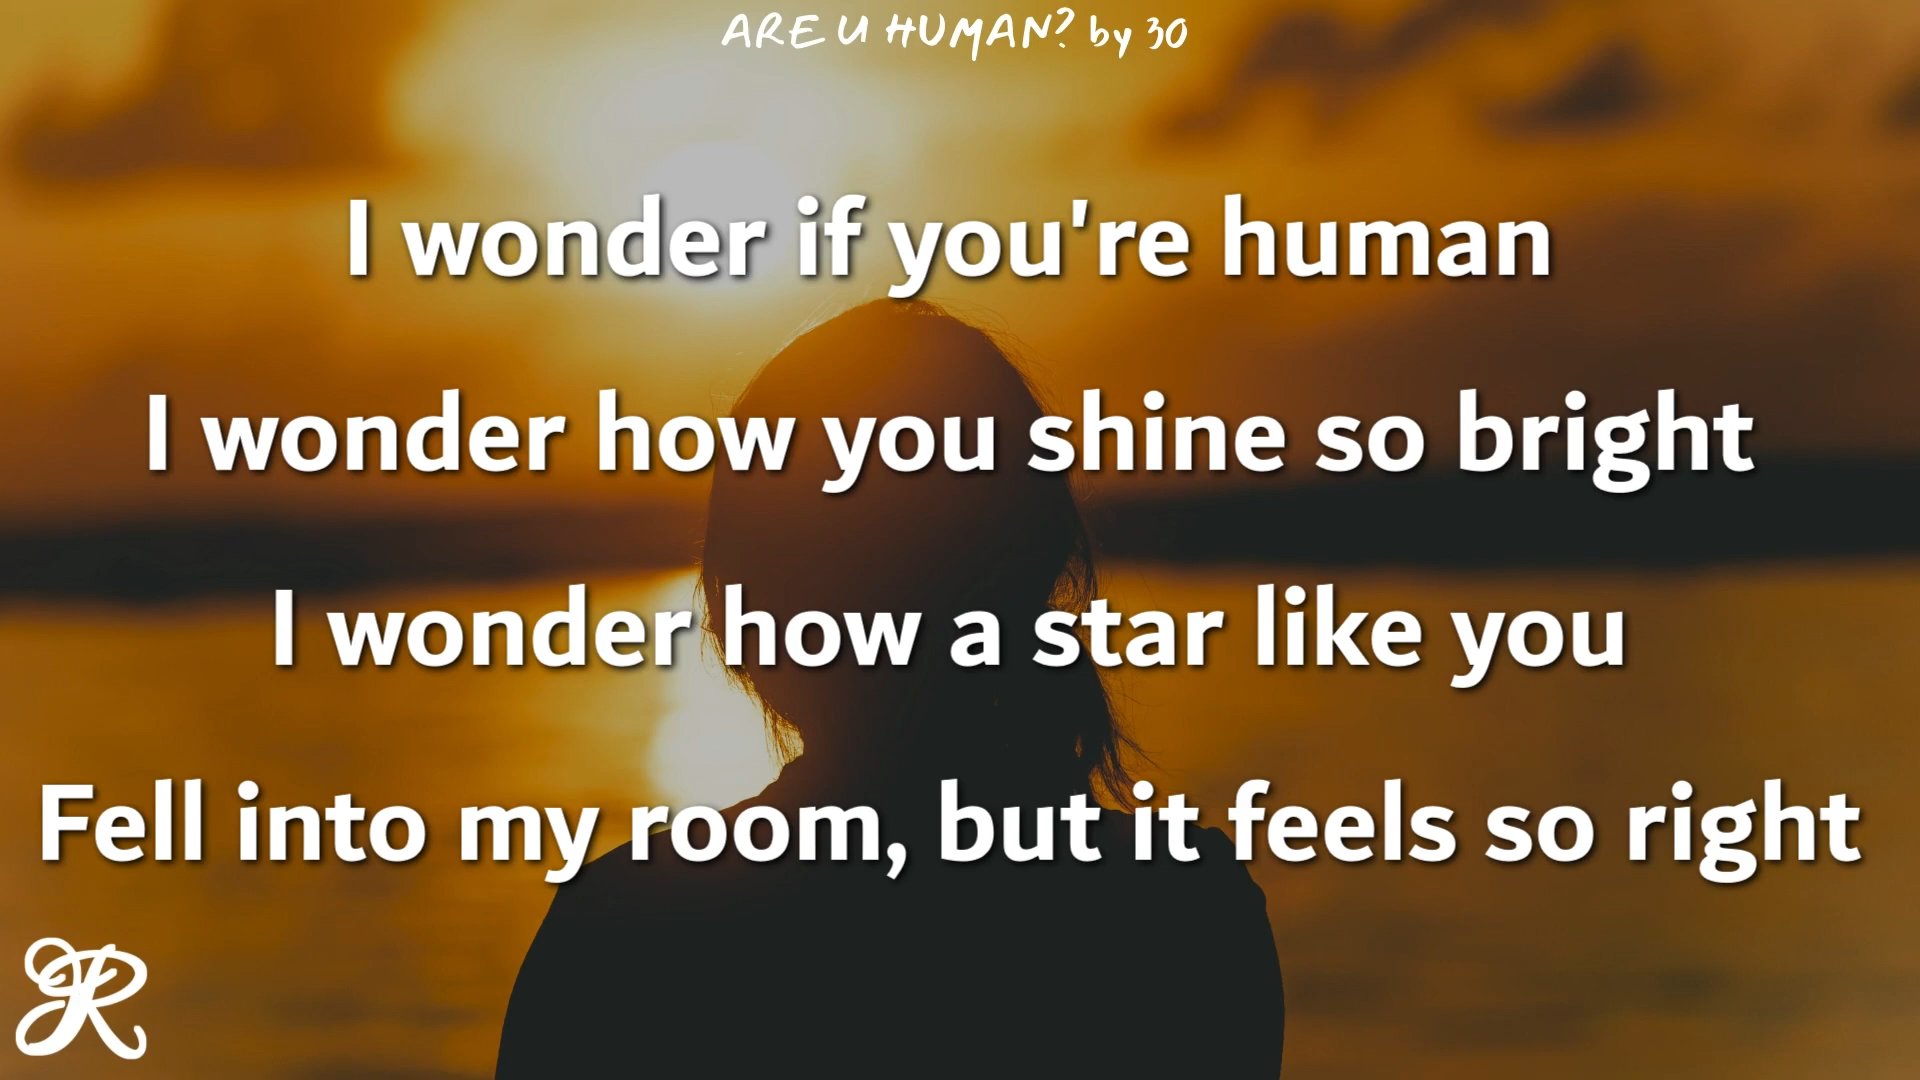 ARE U HUMAN? by 30
I wonder if you're human
I wonder how you shine so bright
I wonder how a star like you
Fell into my room, but it feels so right
R